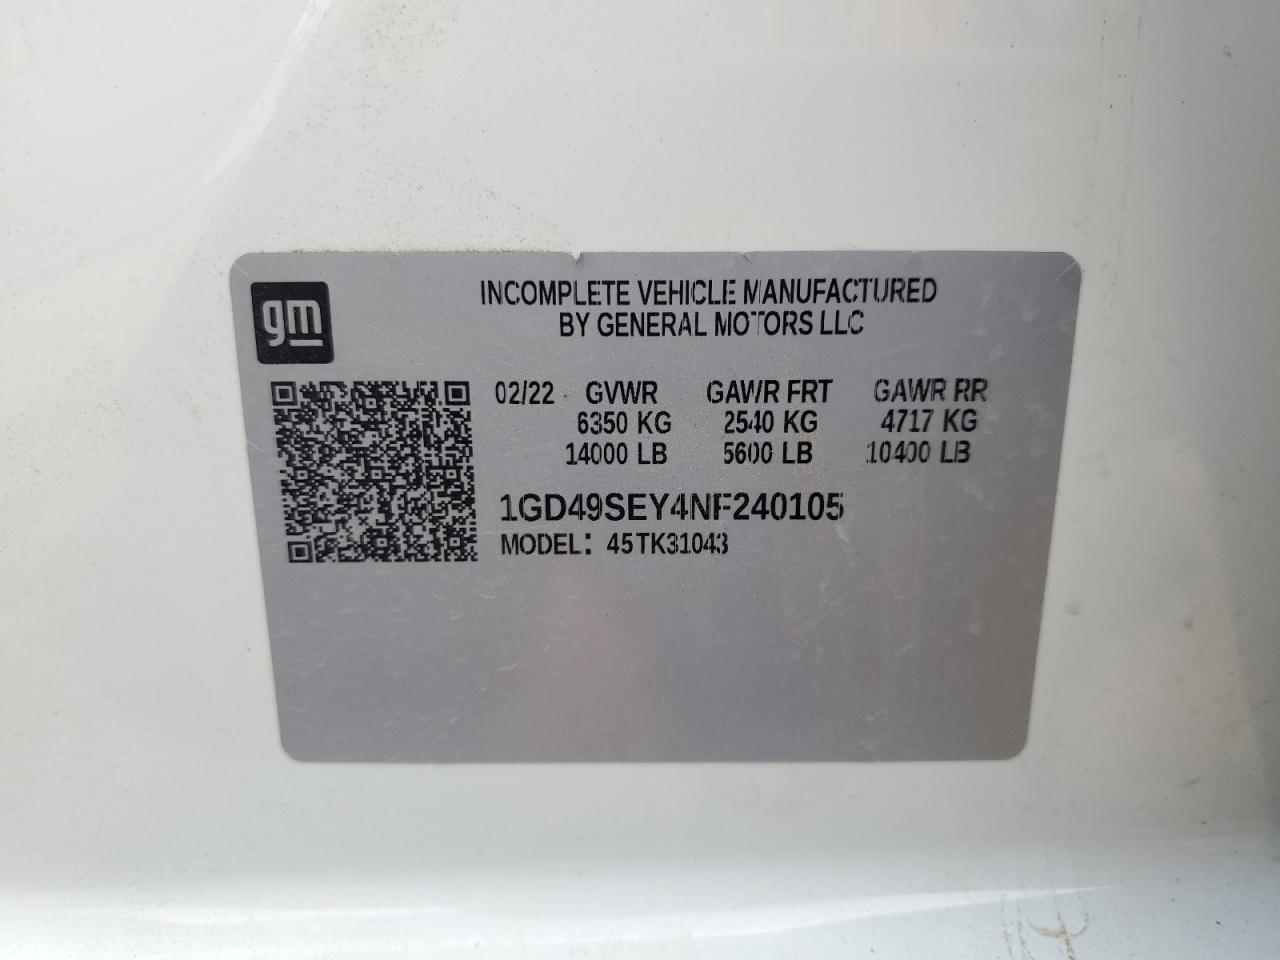 gm
INCOMPLETE VEHICLE MANUFACTURED
BY GENERAL MOTORS LLC
02/22 GVWR GAWR FRT GAWR RR
6350 KG 2540 KG 4717 KG
14000 LB 5600 LB 10400 LB
1GD49SEY4NF240105
MODEL: 45TK31043